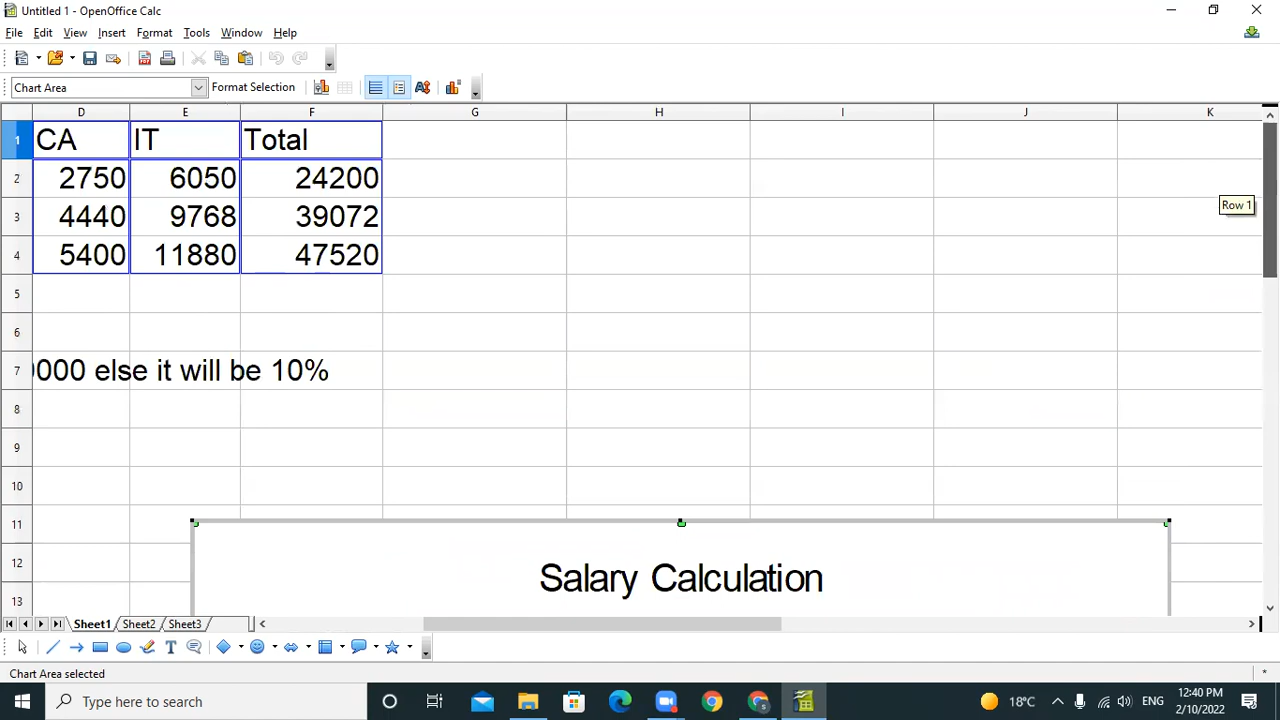 Untitled 1 - OpenOffice Calc
File Edit View Insert Format Tools Window Help
Chart Area Format Selection
D E F G H I J K
1 CA IT Total
2 2750 6050 24200
Row 1
3 4440 9768 39072
4 5400 11880 47520
5
6
7 0000 else it will be 10%
8
9
10
11
12 Salary Calculation
13
Sheet1 Sheet2 Sheet3
Chart Area selected *
Type here to search 18°C ENG 12:40 PM
2/10/2022